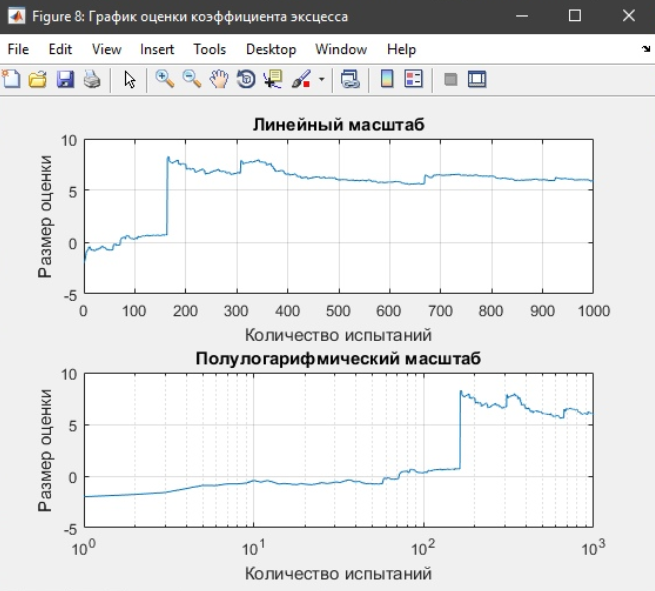 Figure 8: График оценки коэффициента эксцесса
File Edit View Insert Tools Desktop Window Help
Линейный масштаб
Размер оценки
10
5
0
-5
0 100 200 300 400 500 600 700 800 900 1000
Количество испытаний
Полулогарифмический масштаб
Размер оценки
10
5
0
-5
10^0 10^1 10^2 10^3
Количество испытаний